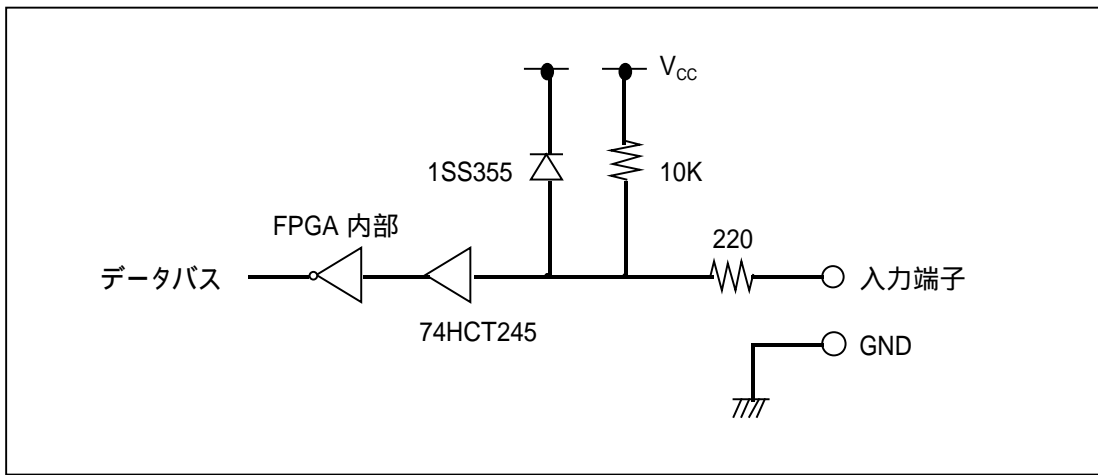 V_CC
1SS355
10K
FPGA 内部
220
データバス
入力端子
74HCT245
GND